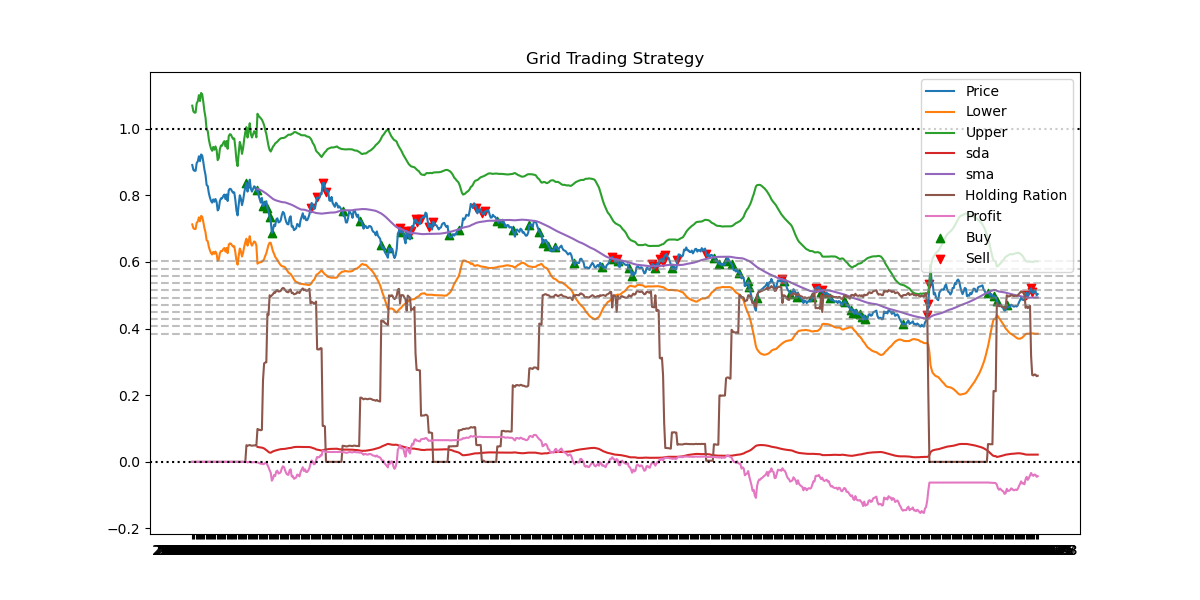 Grid Trading Strategy
1.0
0.8
0.6
0.4
0.2
0.0
−0.2
Price
Lower
Upper
sda
sma
Holding Ration
Profit
Buy
Sell